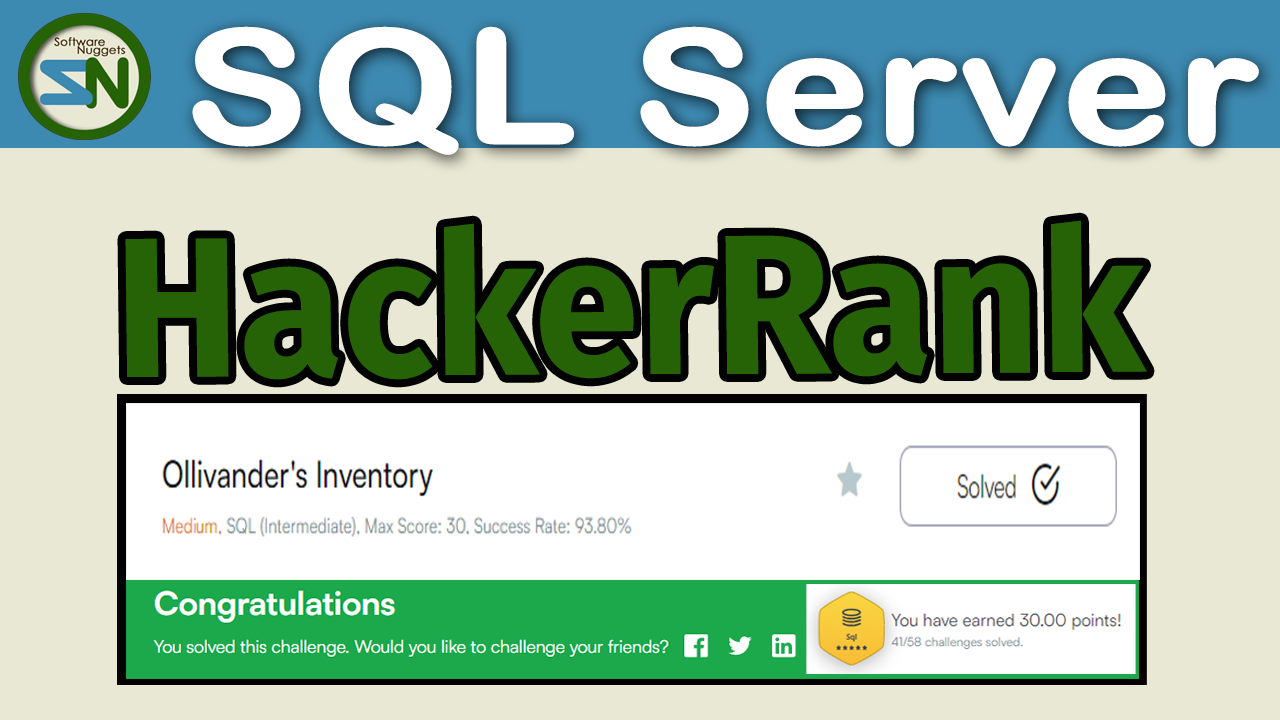 Software
Nuggets
SN
SQL Server
HackerRank
Ollivander's Inventory
Solved
Medium, SQL (Intermediate), Max Score: 30, Success Rate: 93.80%
Congratulations
You solved this challenge. Would you like to challenge your friends?
Sql
You have earned 30.00 points!
41/58 challenges solved.